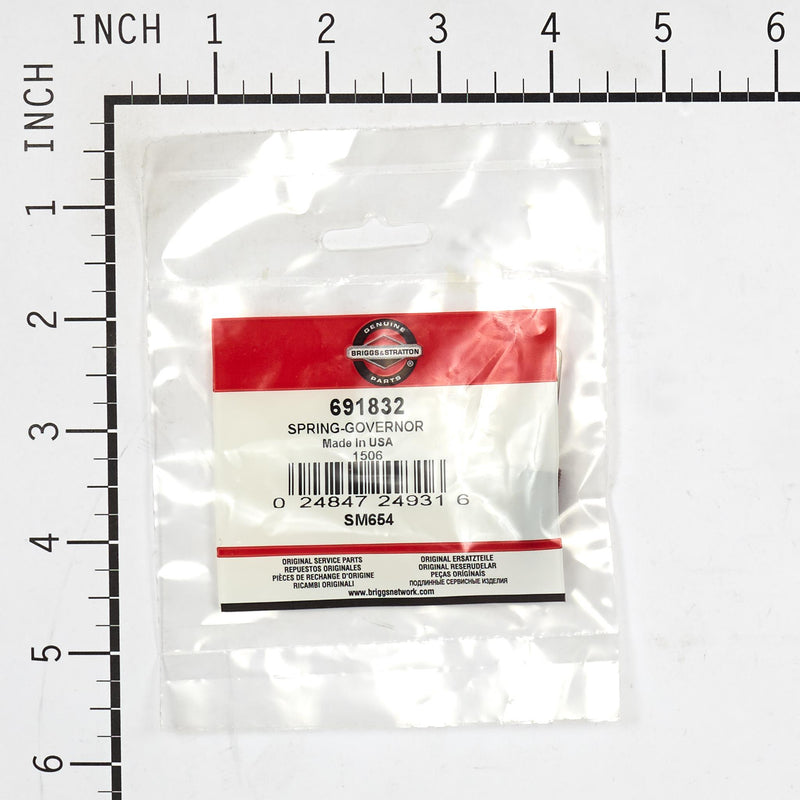 INCH 1 2 3 4 5 6
INCH
1
2
3
4
5
6
GENUINE
BRIGGS & STRATTON
®
PARTS
691832
SPRING-GOVERNOR
Made In USA
1506
0 24847 24931 6
SM654
ORIGINAL SERVICE PARTS
REPUESTOS ORIGINALES
PIÈCES DE RECHANGE D'ORIGINE
RICAMBI ORIGINALI
ORIGINAL ERSATZTEILE
ORIGINAL RESERUDELAR
PEÇAS ORIGINAIS
ПОДЛИННЫЕ СЕРВИСНЫЕ ИЗДЕЛИЯ
www.briggsnetwork.com